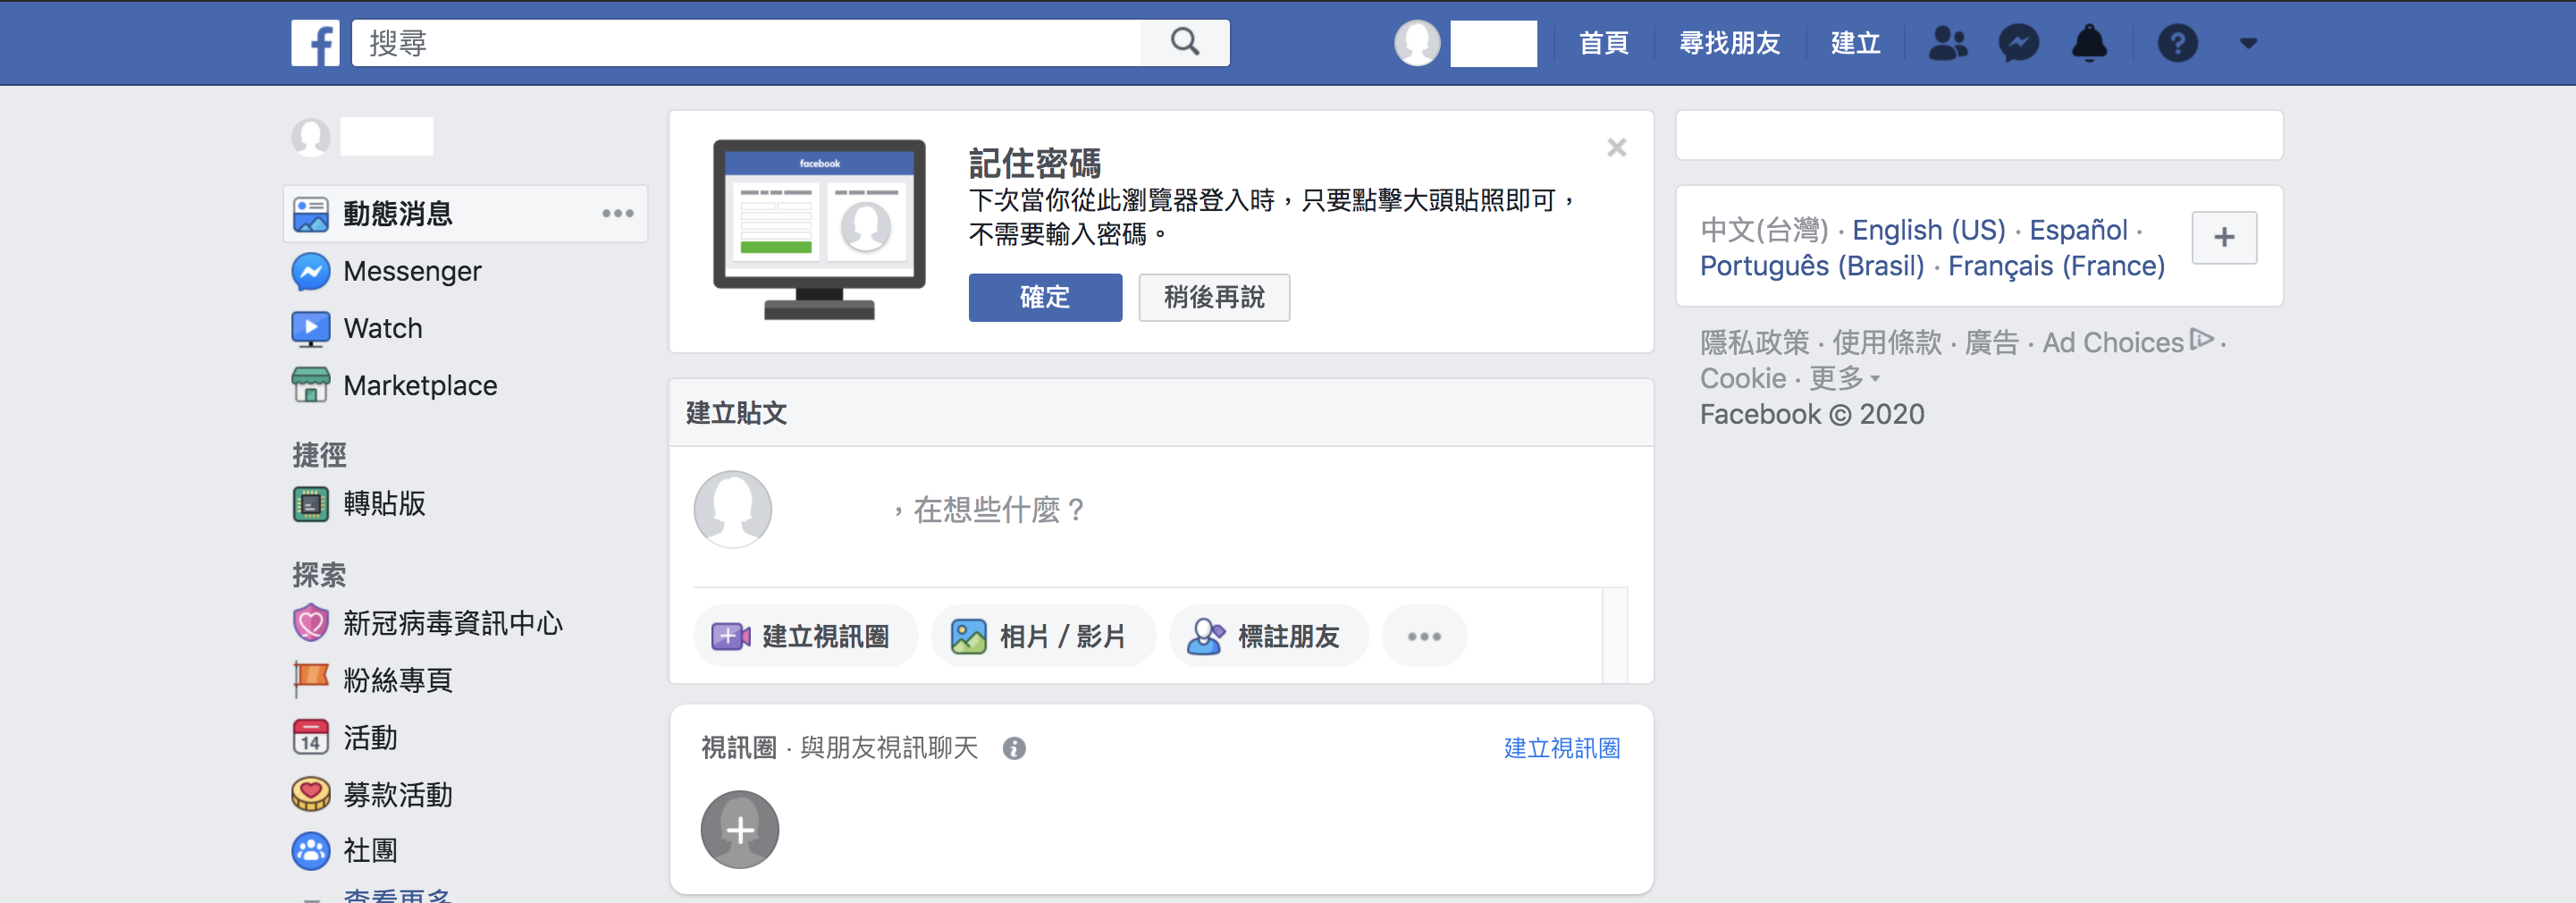 搜尋
首頁
尋找朋友
建立
動態消息
Messenger
Watch
Marketplace
捷徑
轉貼版
探索
新冠病毒資訊中心
粉絲專頁
14
活動
募款活動
社團
查看更多
facebook
記住密碼
下次當你從此瀏覽器登入時，只要點擊大頭貼照即可，
不需要輸入密碼。
確定
稍後再說
建立貼文
，在想些什麼？
建立視訊圈
相片 / 影片
標註朋友
視訊圈 · 與朋友視訊聊天
建立視訊圈
中文(台灣) · English (US) · Español ·
Português (Brasil) · Français (France)
隱私政策 · 使用條款 · 廣告 · Ad Choices ·
Cookie · 更多
Facebook © 2020